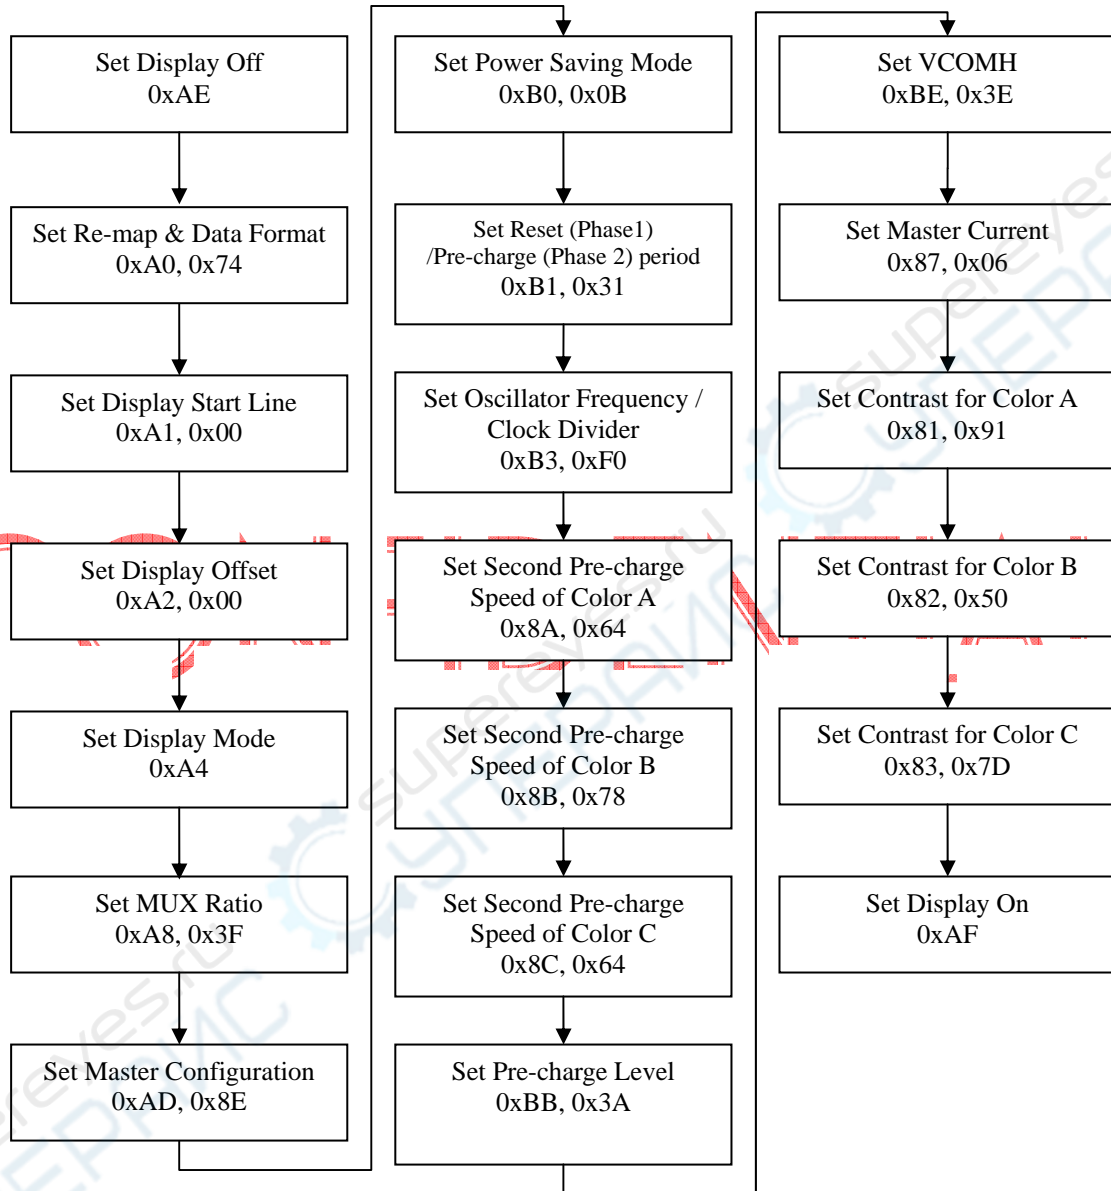 Set Display Off
0xAE
Set Re-map & Data Format
0xA0, 0x74
Set Display Start Line
0xA1, 0x00
Set Display Offset
0xA2, 0x00
Set Display Mode
0xA4
Set MUX Ratio
0xA8, 0x3F
Set Master Configuration
0xAD, 0x8E
Set Power Saving Mode
0xB0, 0x0B
Set Reset (Phase1)
/Pre-charge (Phase 2) period
0xB1, 0x31
Set Oscillator Frequency /
Clock Divider
0xB3, 0xF0
Set Second Pre-charge
Speed of Color A
0x8A, 0x64
Set Second Pre-charge
Speed of Color B
0x8B, 0x78
Set Second Pre-charge
Speed of Color C
0x8C, 0x64
Set Pre-charge Level
0xBB, 0x3A
Set VCOMH
0xBE, 0x3E
Set Master Current
0x87, 0x06
Set Contrast for Color A
0x81, 0x91
Set Contrast for Color B
0x82, 0x50
Set Contrast for Color C
0x83, 0x7D
Set Display On
0xAF
supereyes.ru
СУПЕРАЙС